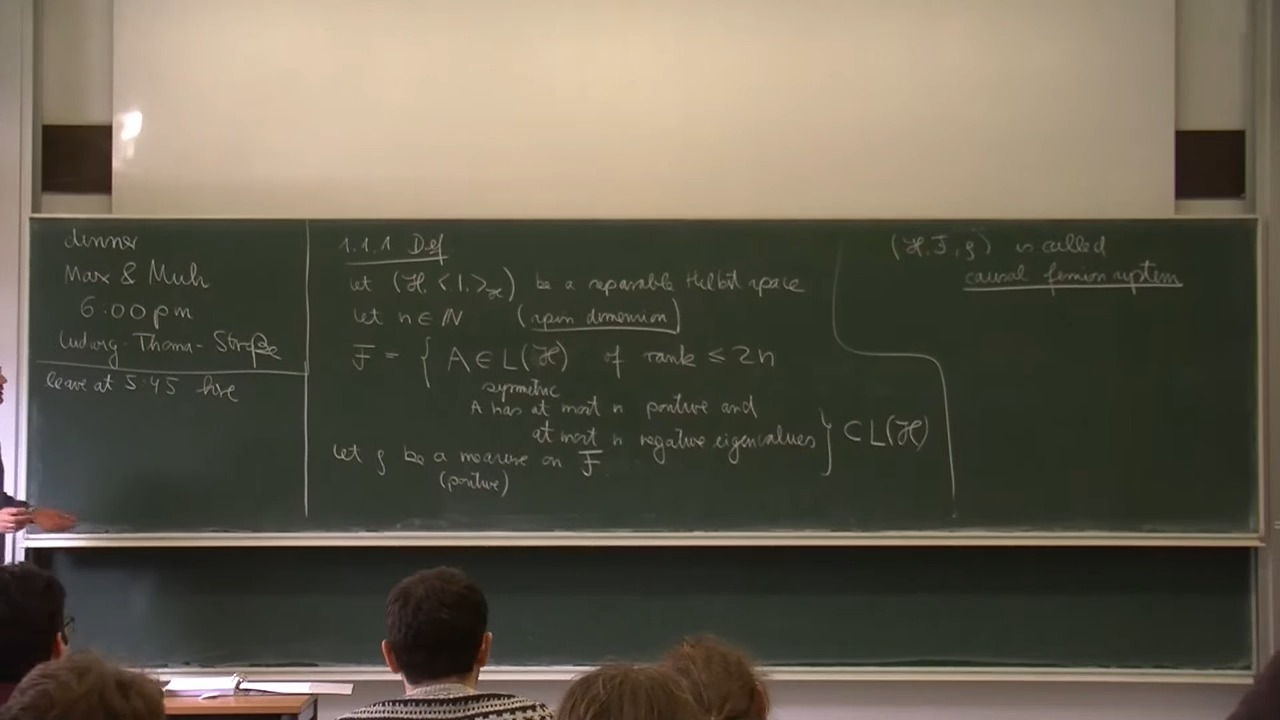 dinner
Max & Muh
6:00 pm
Ludwig-Thoma-Straße
leave at 5:45 hre
1.1.1 Def
let (ℋ, <.|.>_ℋ) be a separable Hilbert space
let n ∈ ℕ (spin dimension)
ℱ = { A ∈ L(ℋ) of rank ≤ 2n
symmetric
A has at most n positive and
at most n negative eigenvalues } ⊂ L(ℋ)
Let ρ be a measure on ℱ
(positive)
(ℋ, ℱ, ρ) is called
causal fermion system